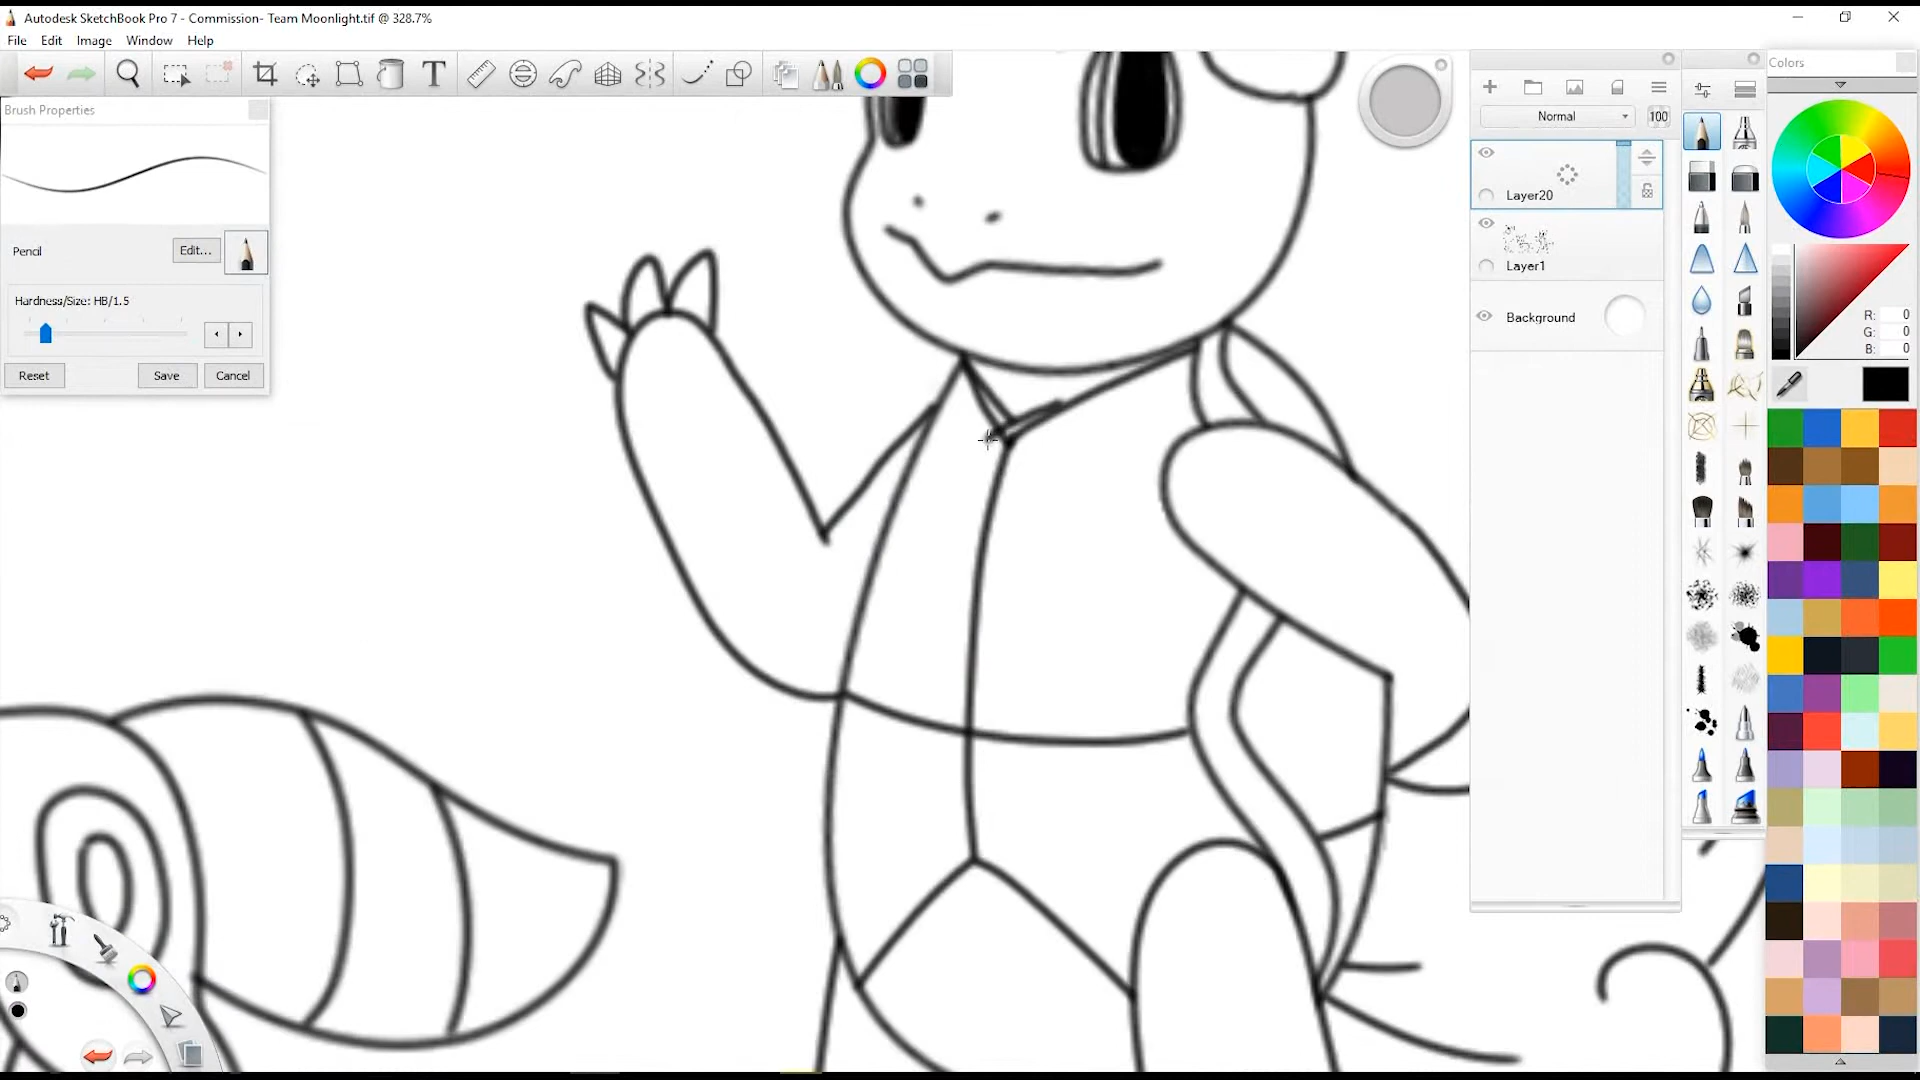 Autodesk SketchBook Pro 7 - Commission- Team Moonlight.tif @ 328.7%
File Edit Image Window Help
Brush Properties
Pencil
Edit...
Hardness/Size: HB/1.5
Reset
Save
Cancel
Normal
100
Layer20
Layer1
Background
Colors
R: 0
G: 0
B: 0